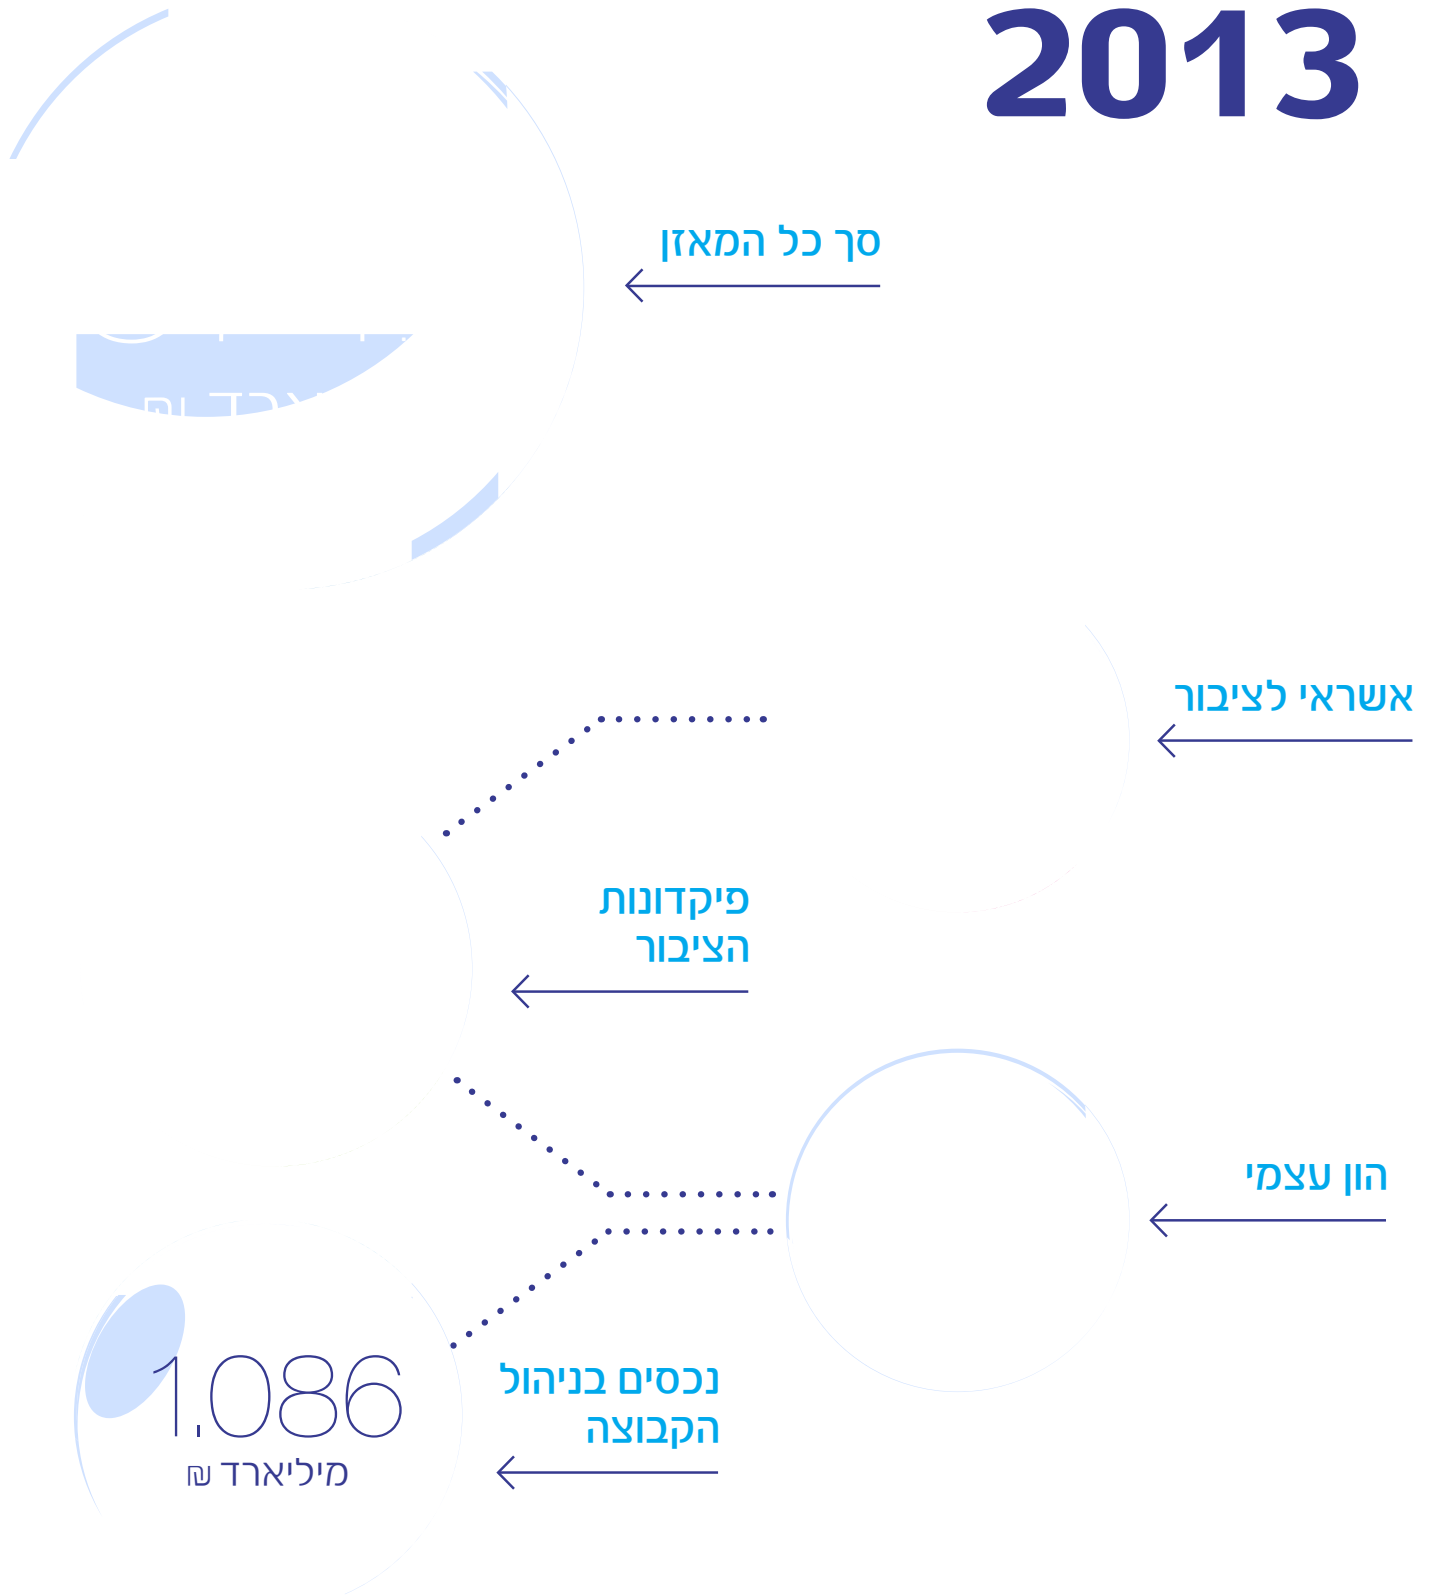 2013
סך כל המאזן
אשראי לציבור
פיקדונות
הציבור
הון עצמי
נכסים בניהול
הקבוצה
1,086
מיליארד ₪